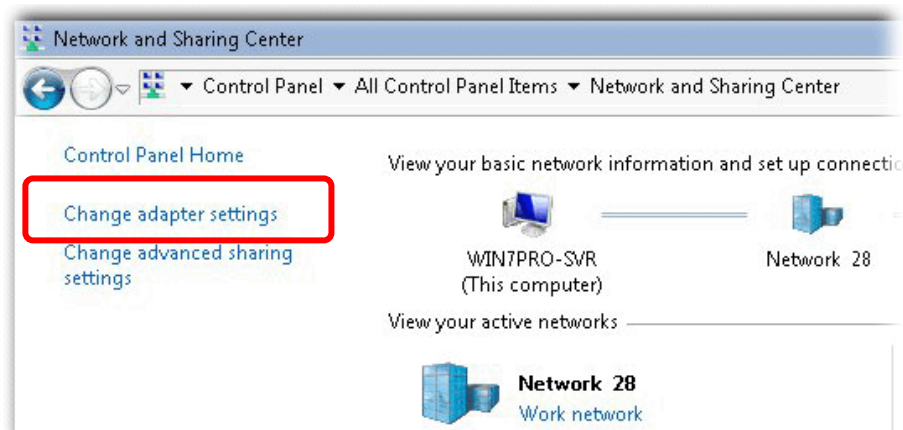 Network and Sharing Center
Control Panel All Control Panel Items Network and Sharing Center
Control Panel Home
View your basic network information and set up
Change adapter settings
Change advanced sharing
settings
WIN7PRO-SVR
(This computer)
Network 28
View your active networks
Network 28
Work network